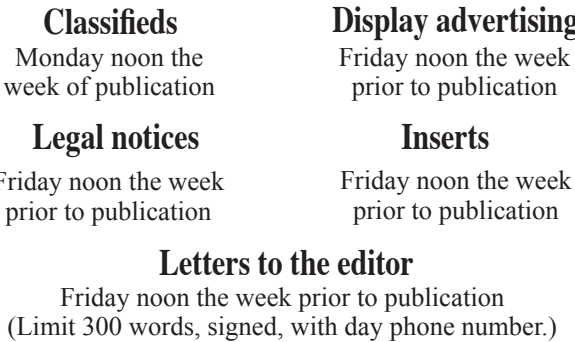 Classifieds
Monday noon the
week of publication
Display advertising
Friday noon the week
prior to publication
Legal notices
Friday noon the week
prior to publication
Inserts
Friday noon the week
prior to publication
Letters to the editor
Friday noon the week prior to publication
(Limit 300 words, signed, with day phone number.)